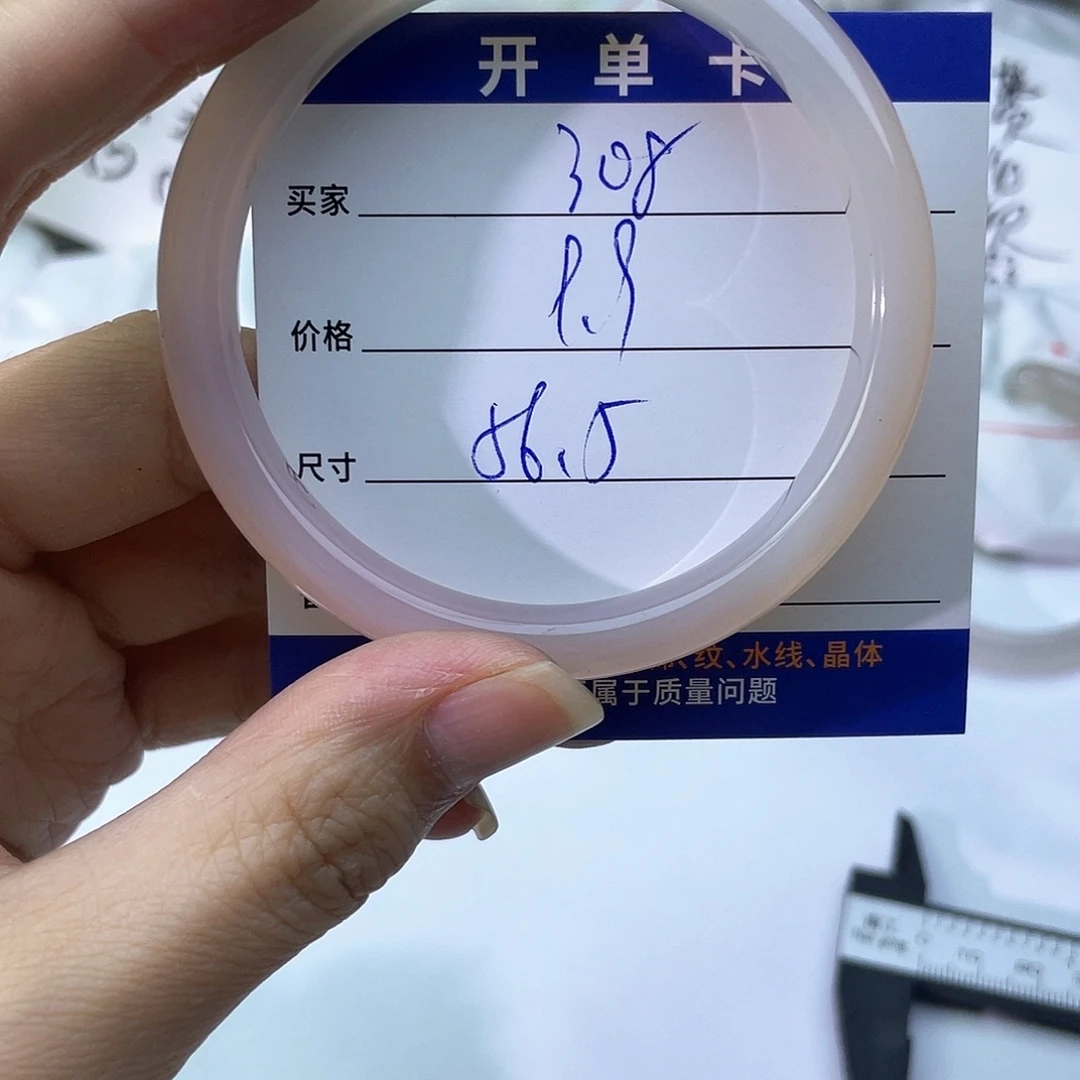 开单卡
买家 308
价格 1.9
尺寸 56.5
纹、水线、晶体
属于质量问题